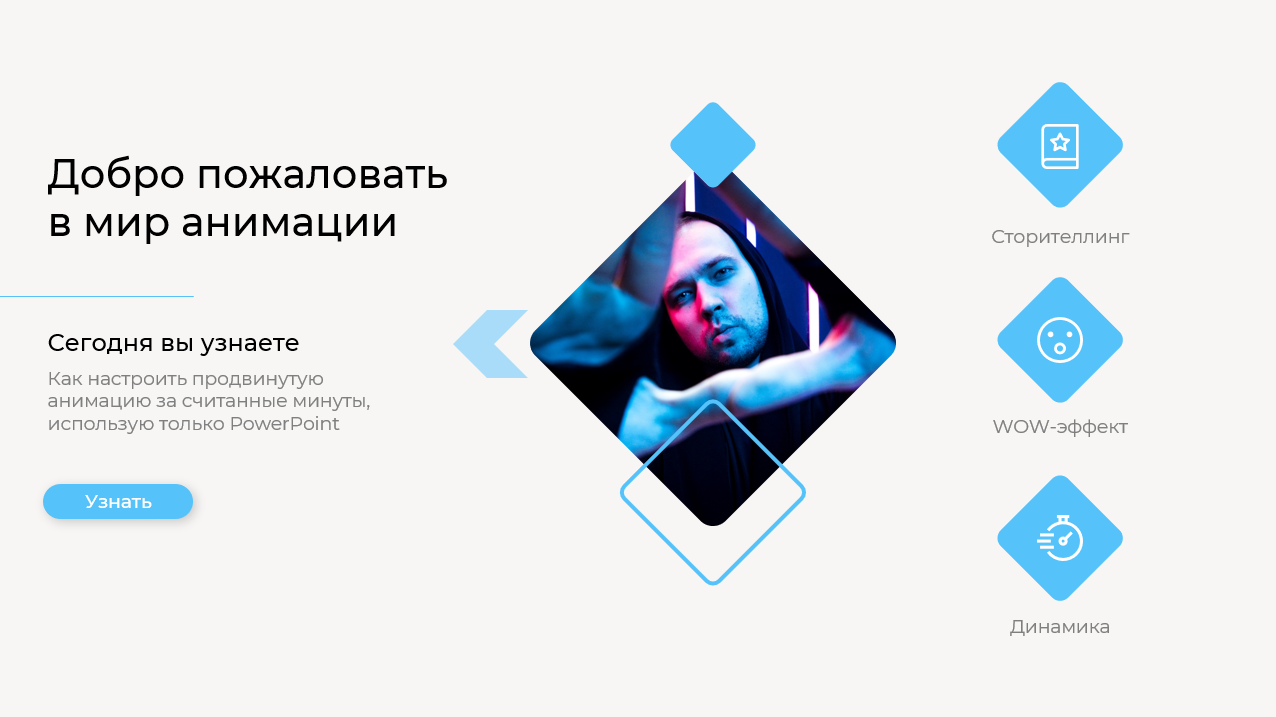 Добро пожаловать
в мир анимации
Сегодня вы узнаете
Как настроить продвинутую
анимацию за считанные минуты,
использую только PowerPoint
Узнать
Сторителлинг
WOW-эффект
Динамика